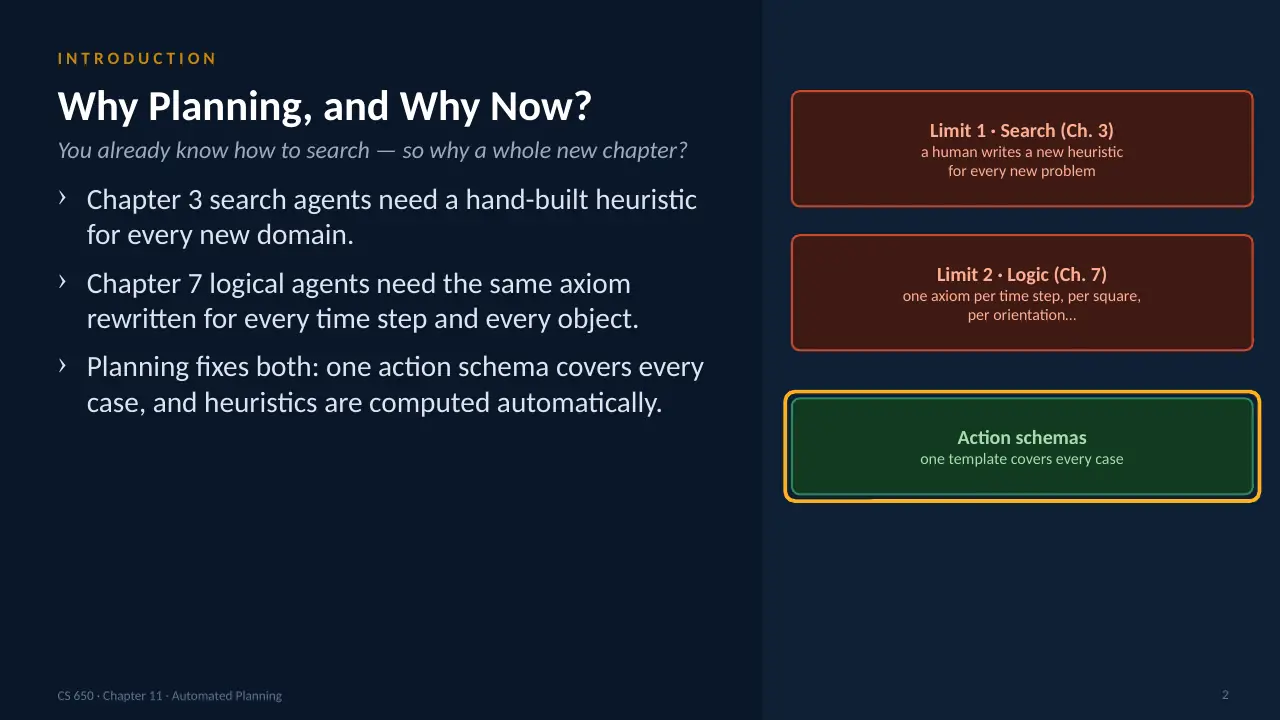 INTRODUCTION
Why Planning, and Why Now?
You already know how to search — so why a whole new chapter?
› Chapter 3 search agents need a hand-built heuristic
for every new domain.
› Chapter 7 logical agents need the same axiom
rewritten for every time step and every object.
› Planning fixes both: one action schema covers every
case, and heuristics are computed automatically.
Limit 1 · Search (Ch. 3)
a human writes a new heuristic
for every new problem
Limit 2 · Logic (Ch. 7)
one axiom per time step, per square,
per orientation…
Action schemas
one template covers every case
CS 650 · Chapter 11 · Automated Planning
2